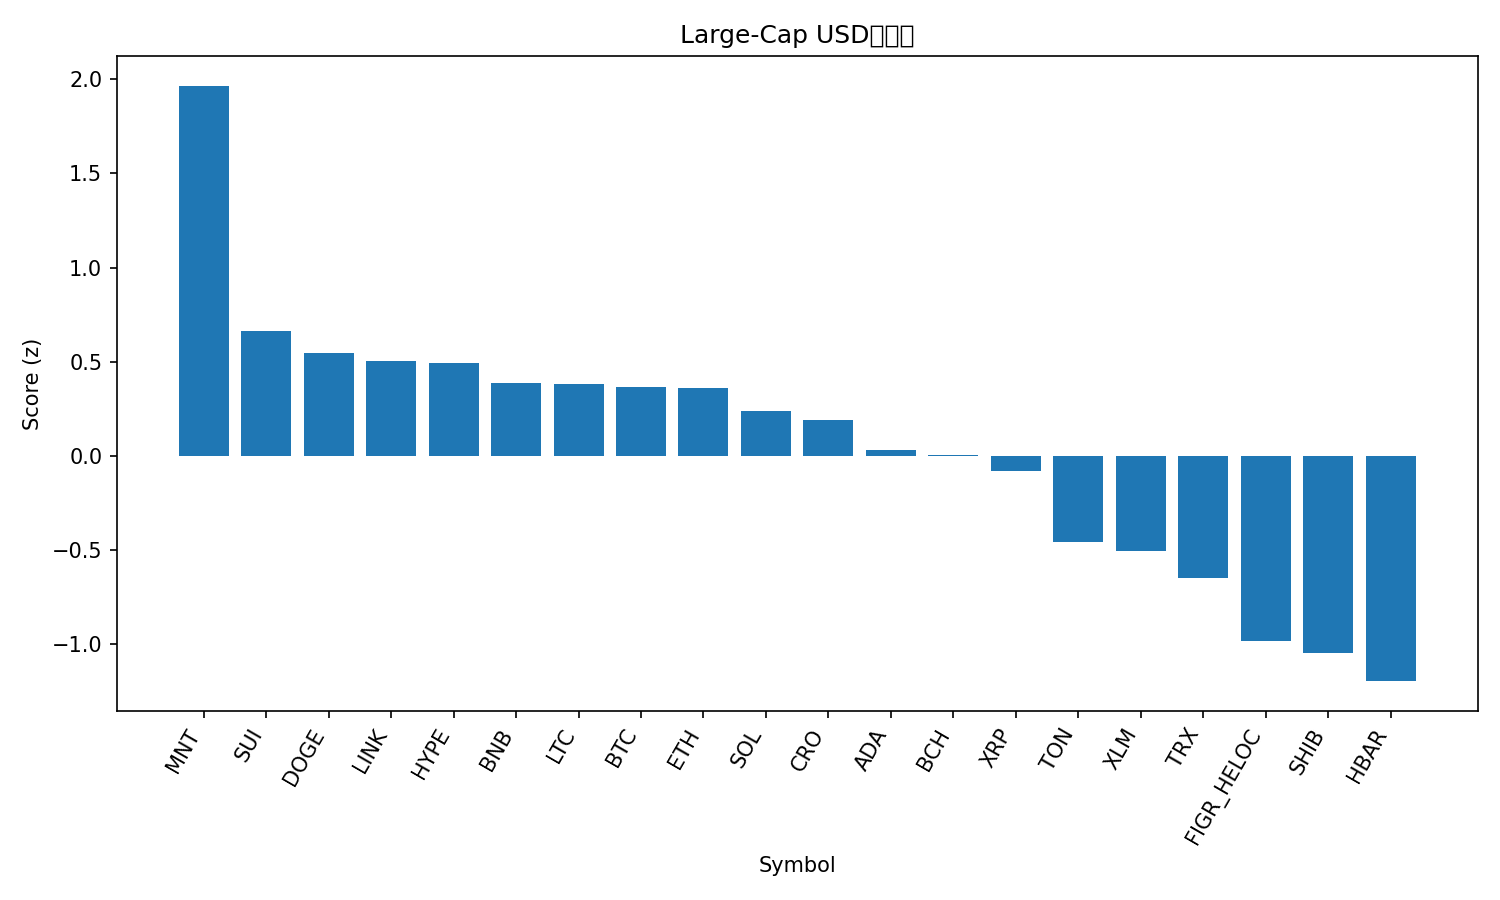 Large-Cap USD
Score (z)
2.0
1.5
1.0
0.5
0.0
−0.5
−1.0
MNT
SUI
DOGE
LINK
HYPE
BNB
LTC
BTC
ETH
SOL
CRO
ADA
BCH
XRP
TON
XLM
TRX
FIGR_HELOC
SHIB
HBAR
Symbol